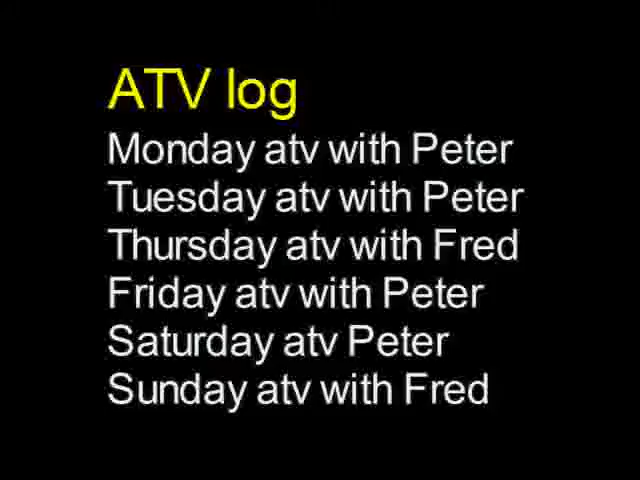 ATV log
Monday atv with Peter
Tuesday atv with Peter
Thursday atv with Fred
Friday atv with Peter
Saturday atv Peter
Sunday atv with Fred